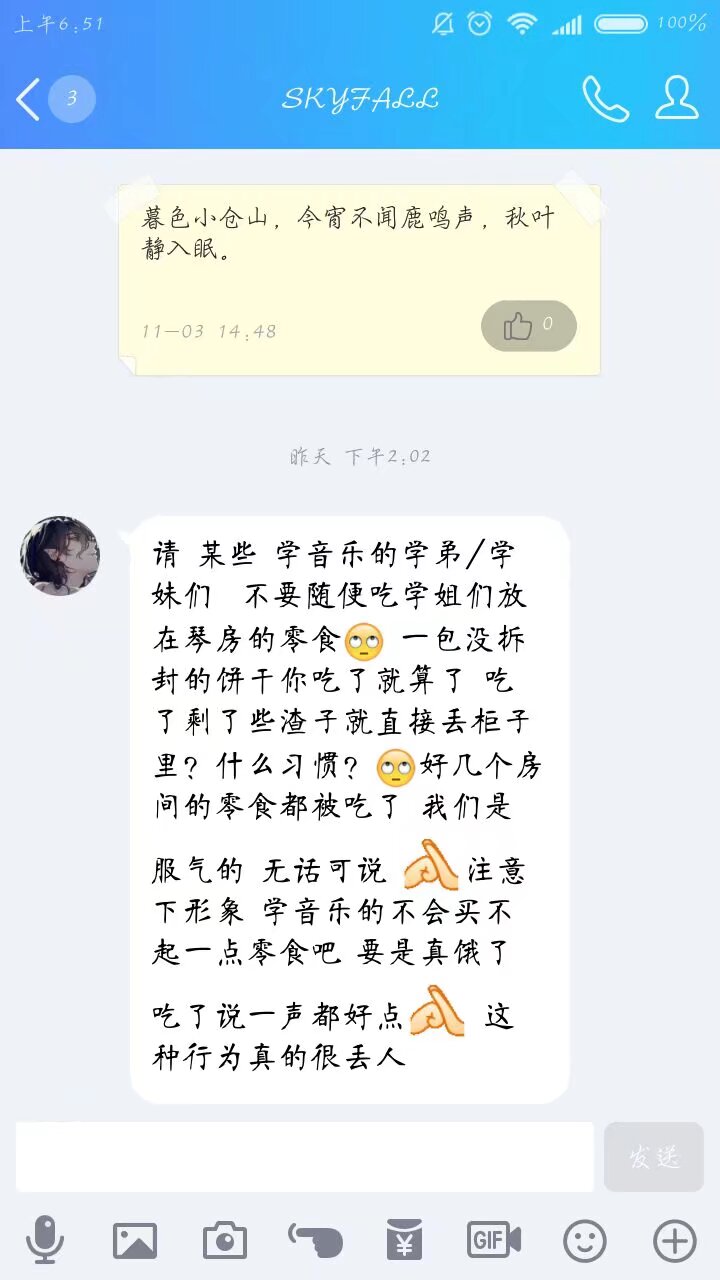 上午6:51
100%
3
SKYFALL
暮色小仓山，今宵不闻鹿鸣声，秋叶
静入眠。
11-03 14:48
0
昨天 下午2:02
请 某些 学音乐的学弟/学
妹们 不要随便吃学姐们放
在琴房的零食🙄 一包没拆
封的饼干你吃了就算了 吃
了剩了些渣子就直接丢柜子
里？什么习惯？🙄好几个房
间的零食都被吃了 我们是
服气的 无话可说 注意
下形象 学音乐的不会买不
起一点零食吧 要是真饿了
吃了说一声都好点 这
种行为真的很丢人
发送
¥
GIF